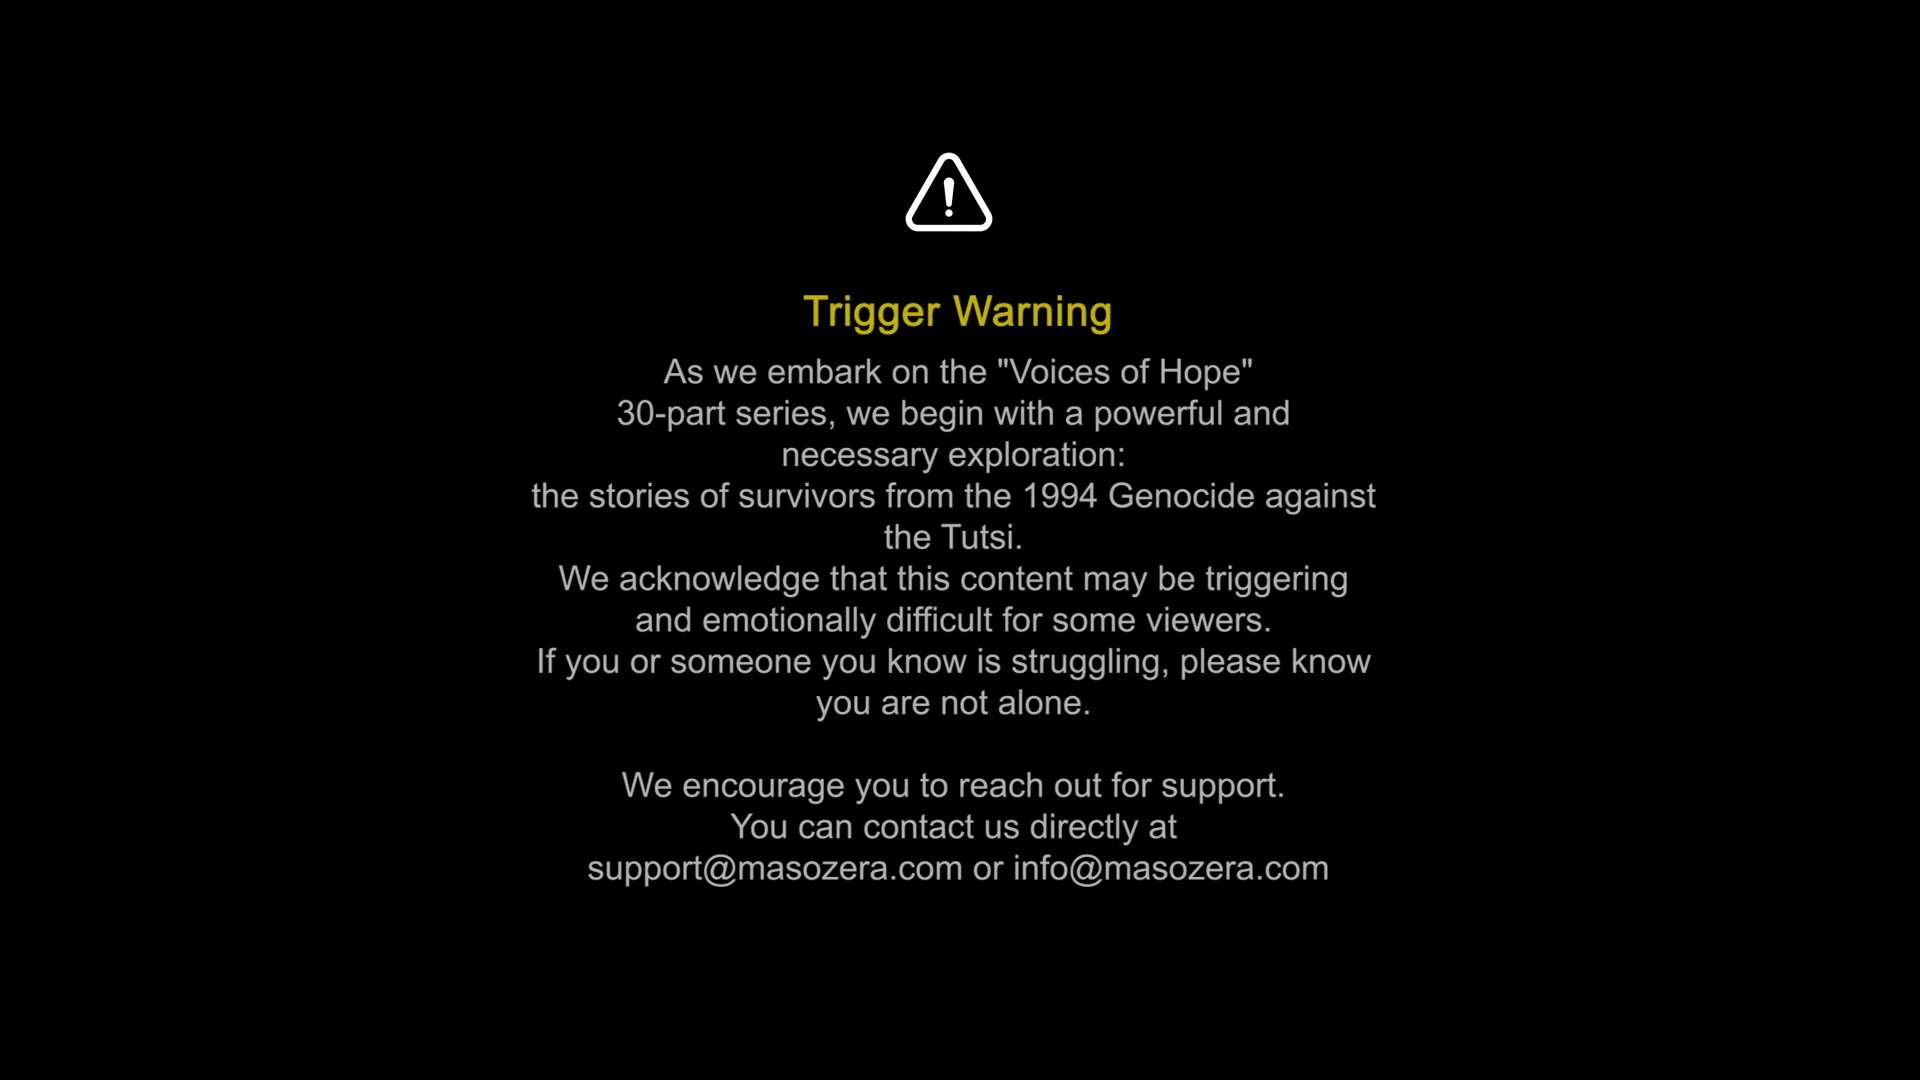 Trigger Warning
As we embark on the "Voices of Hope"
30-part series, we begin with a powerful and
necessary exploration:
the stories of survivors from the 1994 Genocide against
the Tutsi.
We acknowledge that this content may be triggering
and emotionally difficult for some viewers.
If you or someone you know is struggling, please know
you are not alone.
We encourage you to reach out for support.
You can contact us directly at
support@masozera.com or info@masozera.com